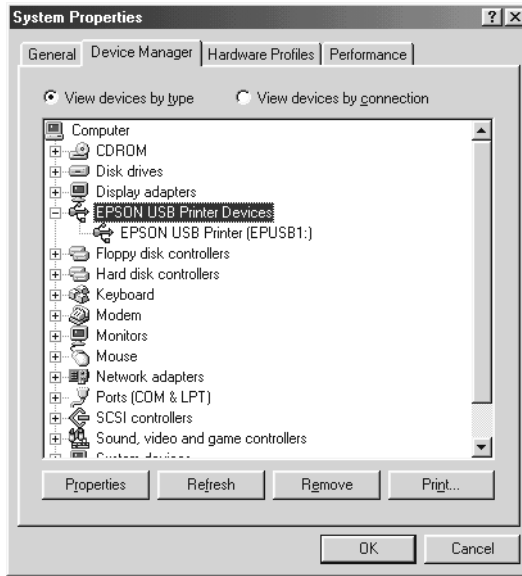 System Properties
General Device Manager Hardware Profiles Performance
View devices by type View devices by connection
Computer
CDROM
Disk drives
Display adapters
EPSON USB Printer Devices
EPSON USB Printer (EPUSB1:)
Floppy disk controllers
Hard disk controllers
Keyboard
Modem
Monitors
Mouse
Network adapters
Ports (COM & LPT)
SCSI controllers
Sound, video and game controllers
System devices
Properties Refresh Remove Print...
OK Cancel